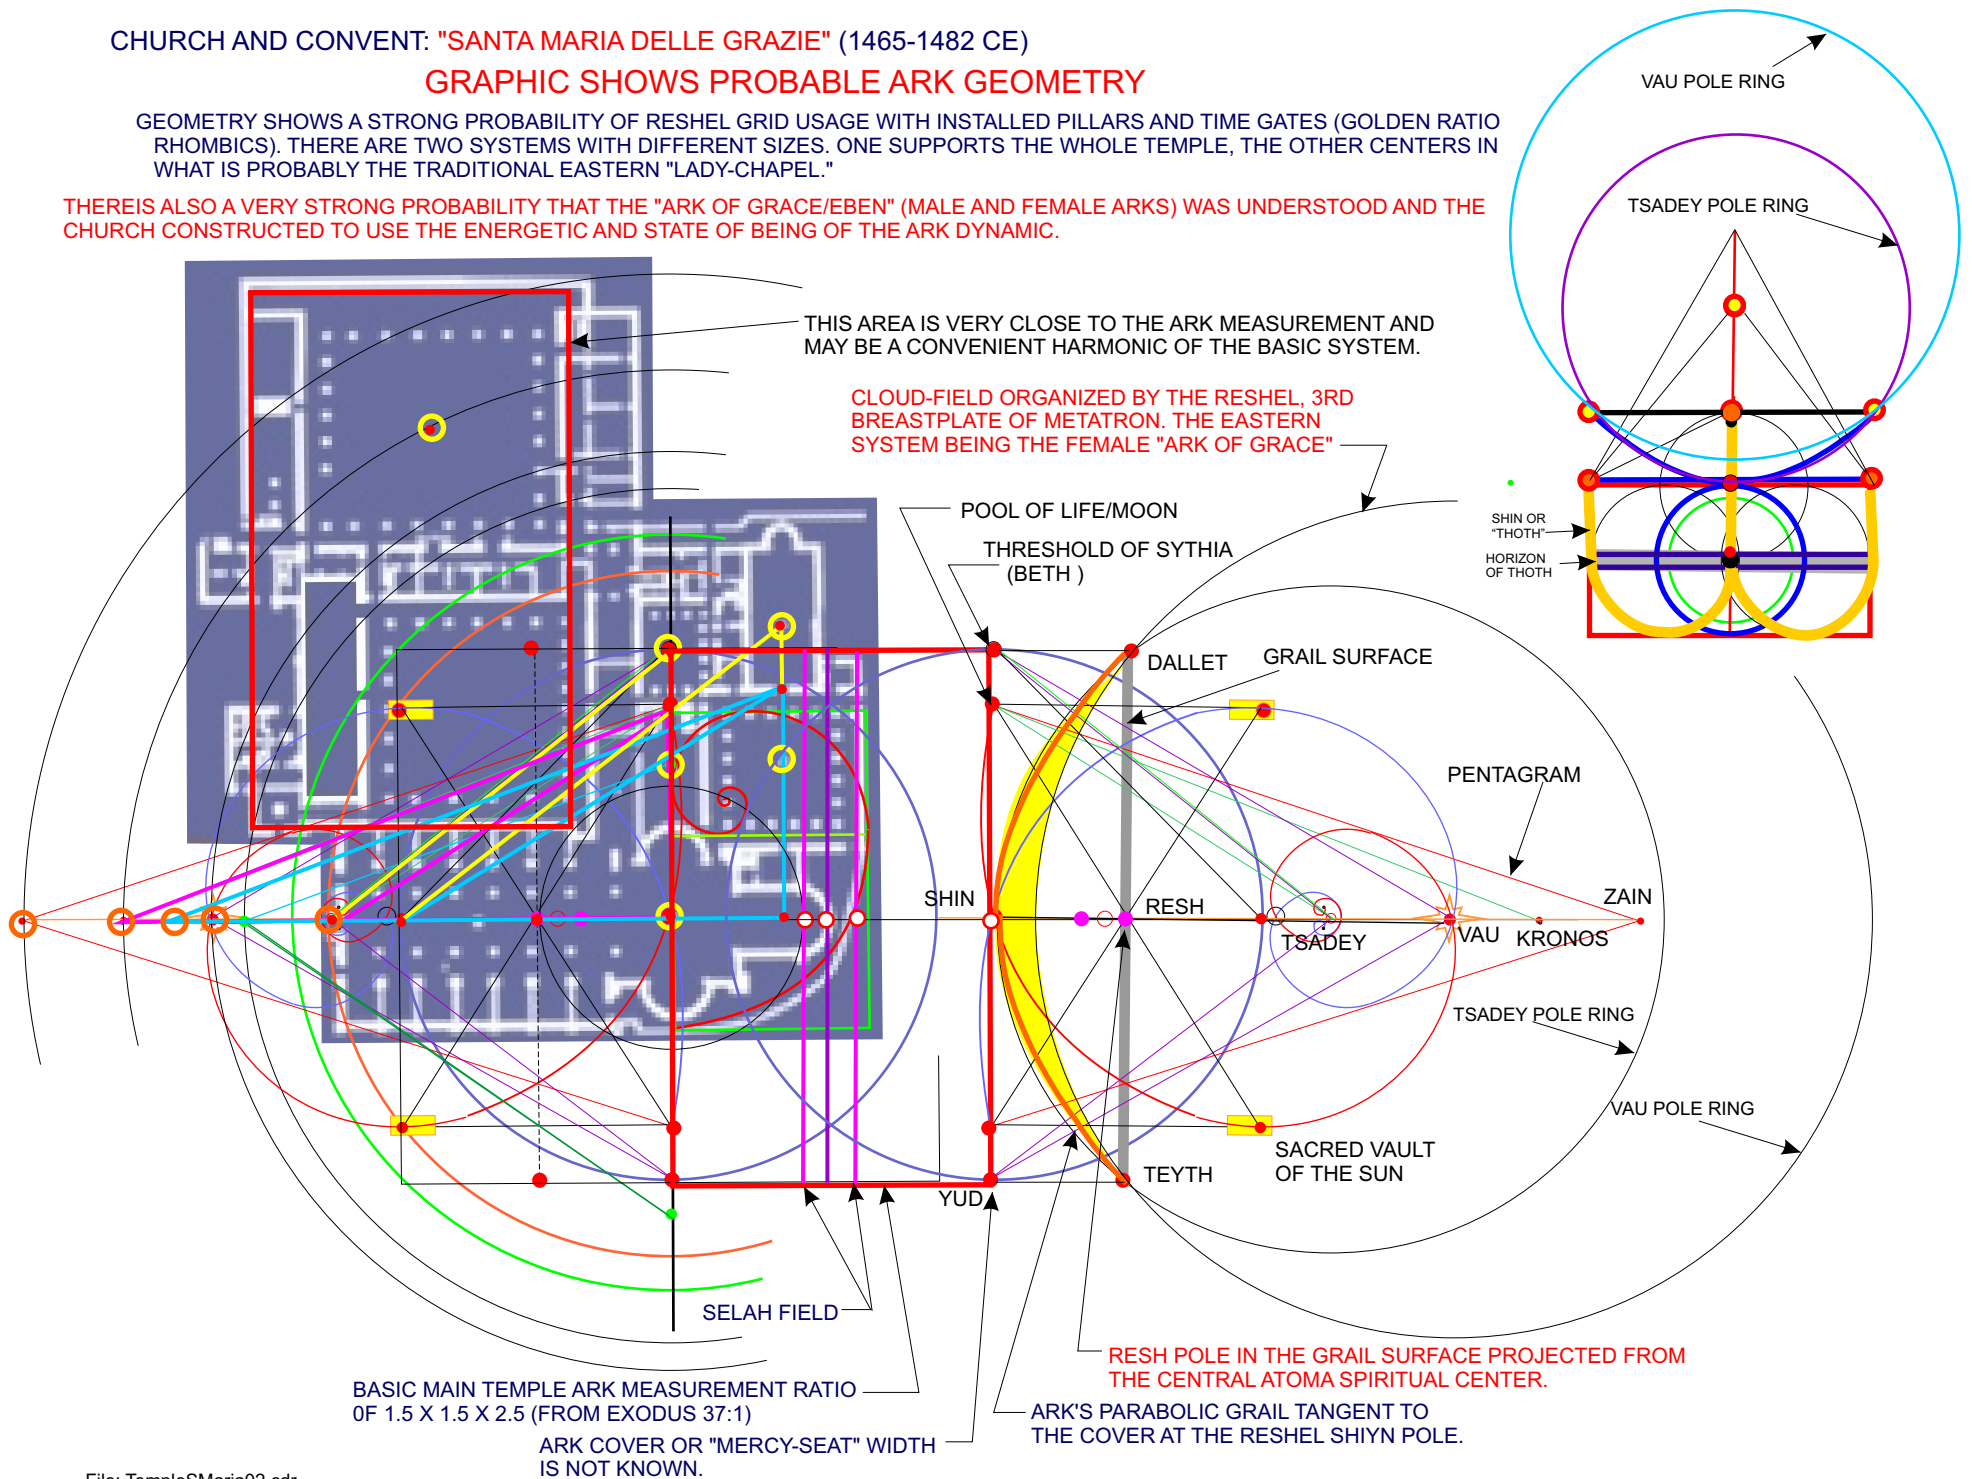 CHURCH AND CONVENT: "SANTA MARIA DELLE GRAZIE" (1465-1482 CE)
GRAPHIC SHOWS PROBABLE ARK GEOMETRY
GEOMETRY SHOWS A STRONG PROBABILITY OF RESHEL GRID USAGE WITH INSTALLED PILLARS AND TIME GATES (GOLDEN RATIO
RHOMBICS). THERE ARE TWO SYSTEMS WITH DIFFERENT SIZES. ONE SUPPORTS THE WHOLE TEMPLE, THE OTHER CENTERS IN
WHAT IS PROBABLY THE TRADITIONAL EASTERN "LADY-CHAPEL."
THEREIS ALSO A VERY STRONG PROBABILITY THAT THE "ARK OF GRACE/EBEN" (MALE AND FEMALE ARKS) WAS UNDERSTOOD AND THE
CHURCH CONSTRUCTED TO USE THE ENERGETIC AND STATE OF BEING OF THE ARK DYNAMIC.
VAU POLE RING
TSADEY POLE RING
THIS AREA IS VERY CLOSE TO THE ARK MEASUREMENT AND
MAY BE A CONVENIENT HARMONIC OF THE BASIC SYSTEM.
CLOUD-FIELD ORGANIZED BY THE RESHEL, 3RD
BREASTPLATE OF METATRON. THE EASTERN
SYSTEM BEING THE FEMALE "ARK OF GRACE"
POOL OF LIFE/MOON
THRESHOLD OF SYTHIA
(BETH )
SHIN OR
"THOTH"
HORIZON
OF THOTH
DALLET
GRAIL SURFACE
PENTAGRAM
SHIN
RESH
TSADEY
VAU
KRONOS
ZAIN
TSADEY POLE RING
VAU POLE RING
SACRED VAULT
OF THE SUN
TEYTH
YUD
SELAH FIELD
RESH POLE IN THE GRAIL SURFACE PROJECTED FROM
THE CENTRAL ATOMA SPIRITUAL CENTER.
BASIC MAIN TEMPLE ARK MEASUREMENT RATIO
0F 1.5 X 1.5 X 2.5 (FROM EXODUS 37:1)
ARK'S PARABOLIC GRAIL TANGENT TO
THE COVER AT THE RESHEL SHIYN POLE.
ARK COVER OR "MERCY-SEAT" WIDTH
IS NOT KNOWN.
File: TempleSMaria02.cdr